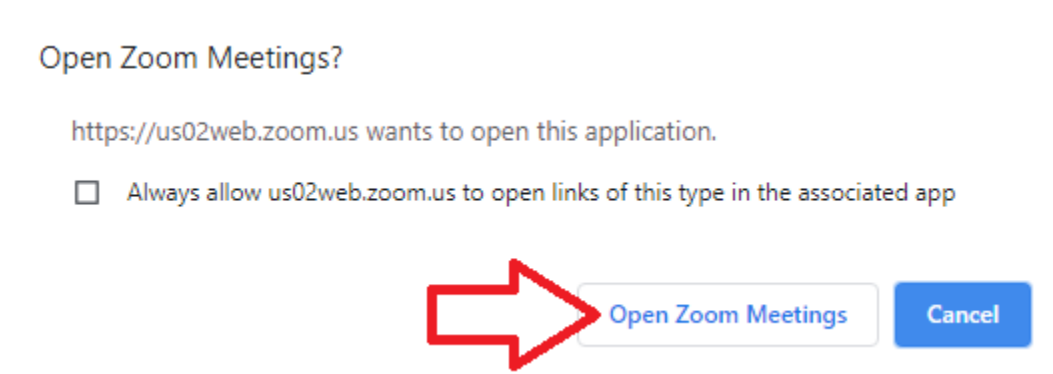 Open Zoom Meetings?
https://us02web.zoom.us wants to open this application.
Always allow us02web.zoom.us to open links of this type in the associated app
Open Zoom Meetings
Cancel